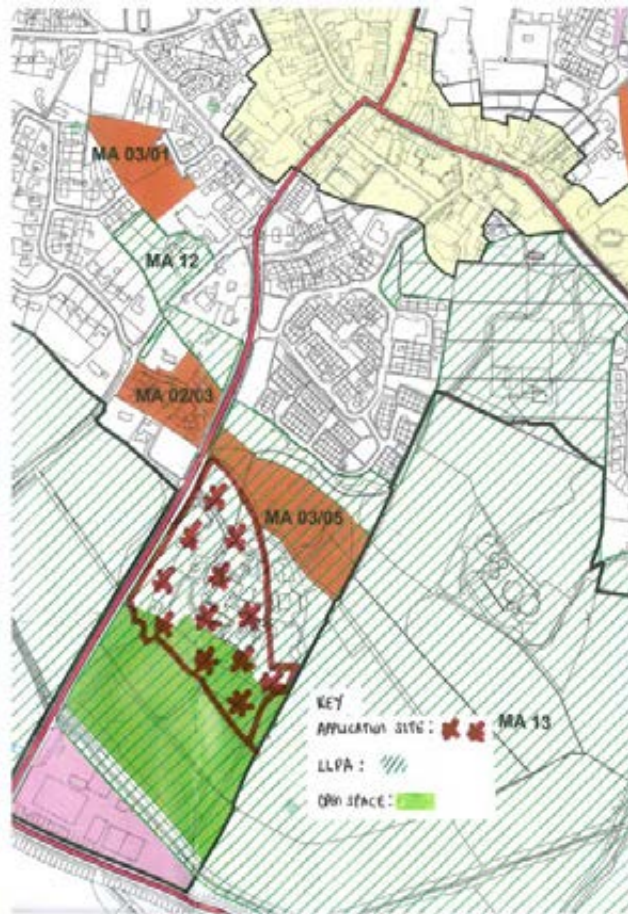 MA 03/01
MA 12
MA 02/03
MA 03/05
MA 13
KEY
APPLICATION SITE:
LLPA:
OPEN SPACE: